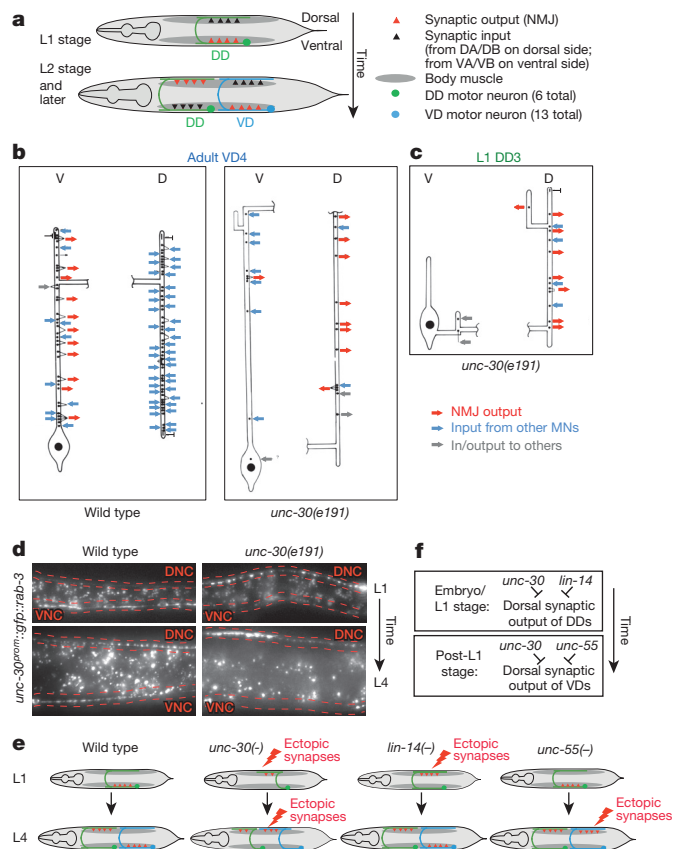 a
L1 stage
Dorsal
Ventral
DD
L2 stage
and
later
DD
VD
Time
Synaptic output (NMJ)
Synaptic input
(from DA/DB on dorsal side;
from VA/VB on ventral side)
Body muscle
DD motor neuron (6 total)
VD motor neuron (13 total)
b
Adult VD4
V
D
V
D
Wild type
unc-30(e191)
c
L1 DD3
V
D
unc-30(e191)
NMJ output
Input from other MNs
In/output to others
d
Wild type
unc-30(e191)
unc-30prom::gfp::rab-3
DNC
VNC
DNC
VNC
L1
DNC
VNC
DNC
VNC
Time
L4
f
Embryo/
L1 stage:
unc-30
lin-14
Dorsal synaptic
output of DDs
Post-L1
stage:
unc-30
unc-55
Dorsal synaptic
output of VDs
Time
e
Wild type
unc-30(–)
Ectopic
synapses
lin-14(–)
Ectopic
synapses
unc-55(–)
L1
Ectopic
synapses
Ectopic
synapses
L4